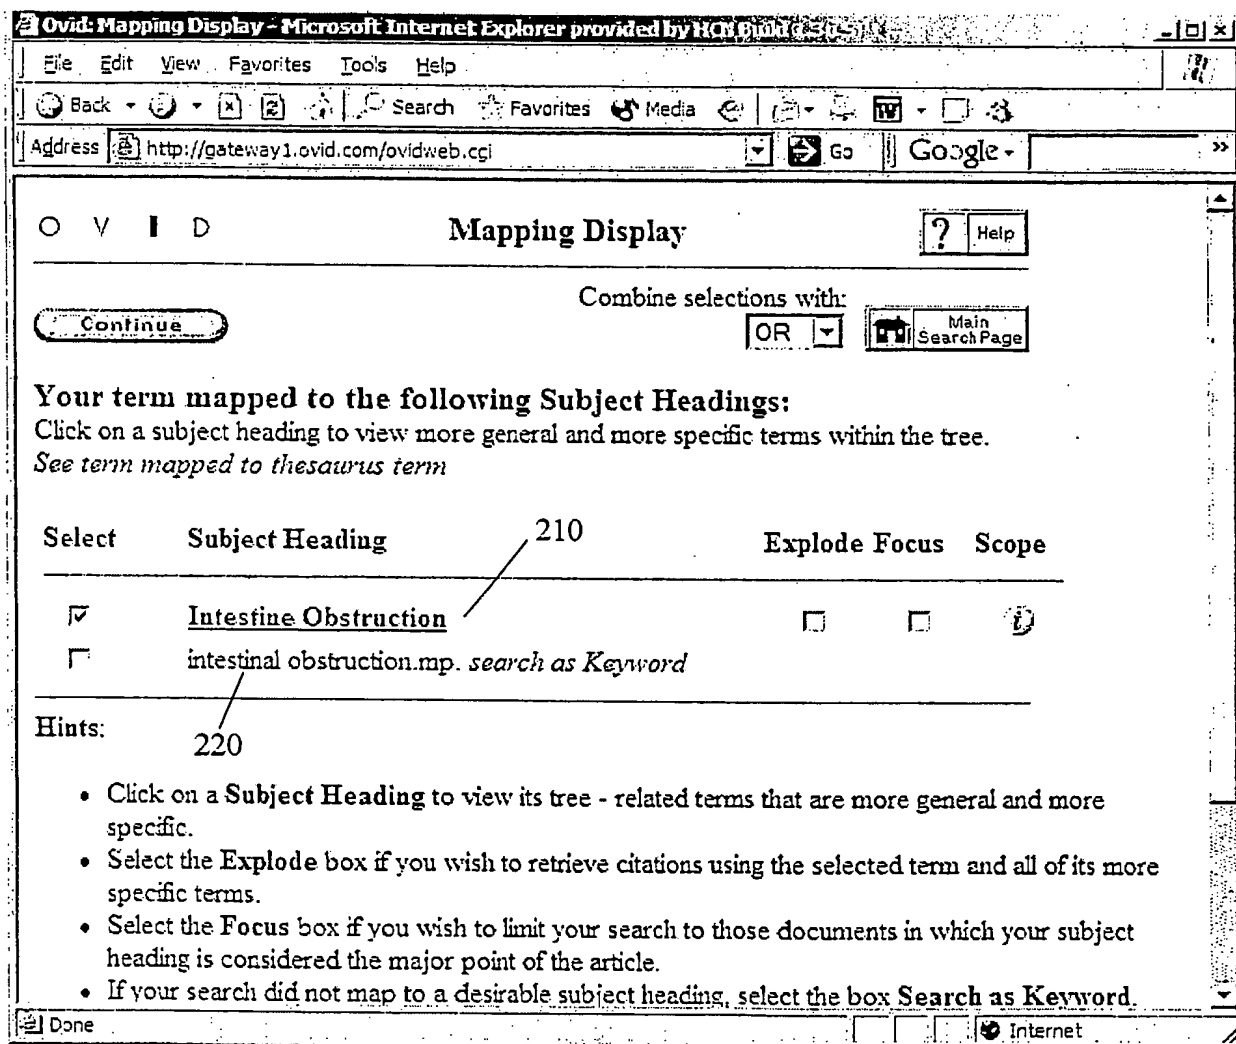 Ovid: Mapping Display - Microsoft Internet Explorer provided by HCN Build
File Edit View Favorites Tools Help
Back Search Favorites Media
Address http://gateway1.ovid.com/ovidweb.cgi Go Google
O V I D Mapping Display ? Help
Combine selections with:
Continue OR Main Search Page
Your term mapped to the following Subject Headings:
Click on a subject heading to view more general and more specific terms within the tree.
See term mapped to thesaurus term
Select Subject Heading 210 Explode Focus Scope
Intestine Obstruction i
intestinal obstruction.mp. search as Keyword
Hints: 220
• Click on a Subject Heading to view its tree - related terms that are more general and more
specific.
• Select the Explode box if you wish to retrieve citations using the selected term and all of its more
specific terms.
• Select the Focus box if you wish to limit your search to those documents in which your subject
heading is considered the major point of the article.
• If your search did not map to a desirable subject heading, select the box Search as Keyword.
Done Internet